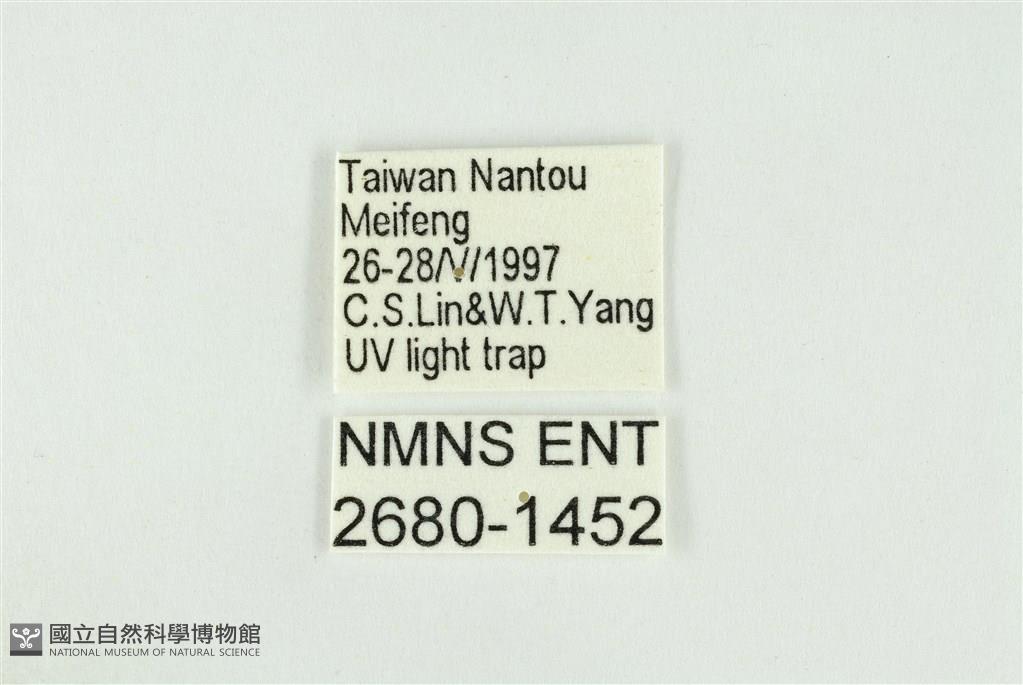 Taiwan Nantou
Meifeng
26-28/V/1997
C.S.Lin&W.T.Yang
UV light trap
NMNS ENT
2680-1452
國立自然科學博物館
NATIONAL MUSEUM OF NATURAL SCIENCE